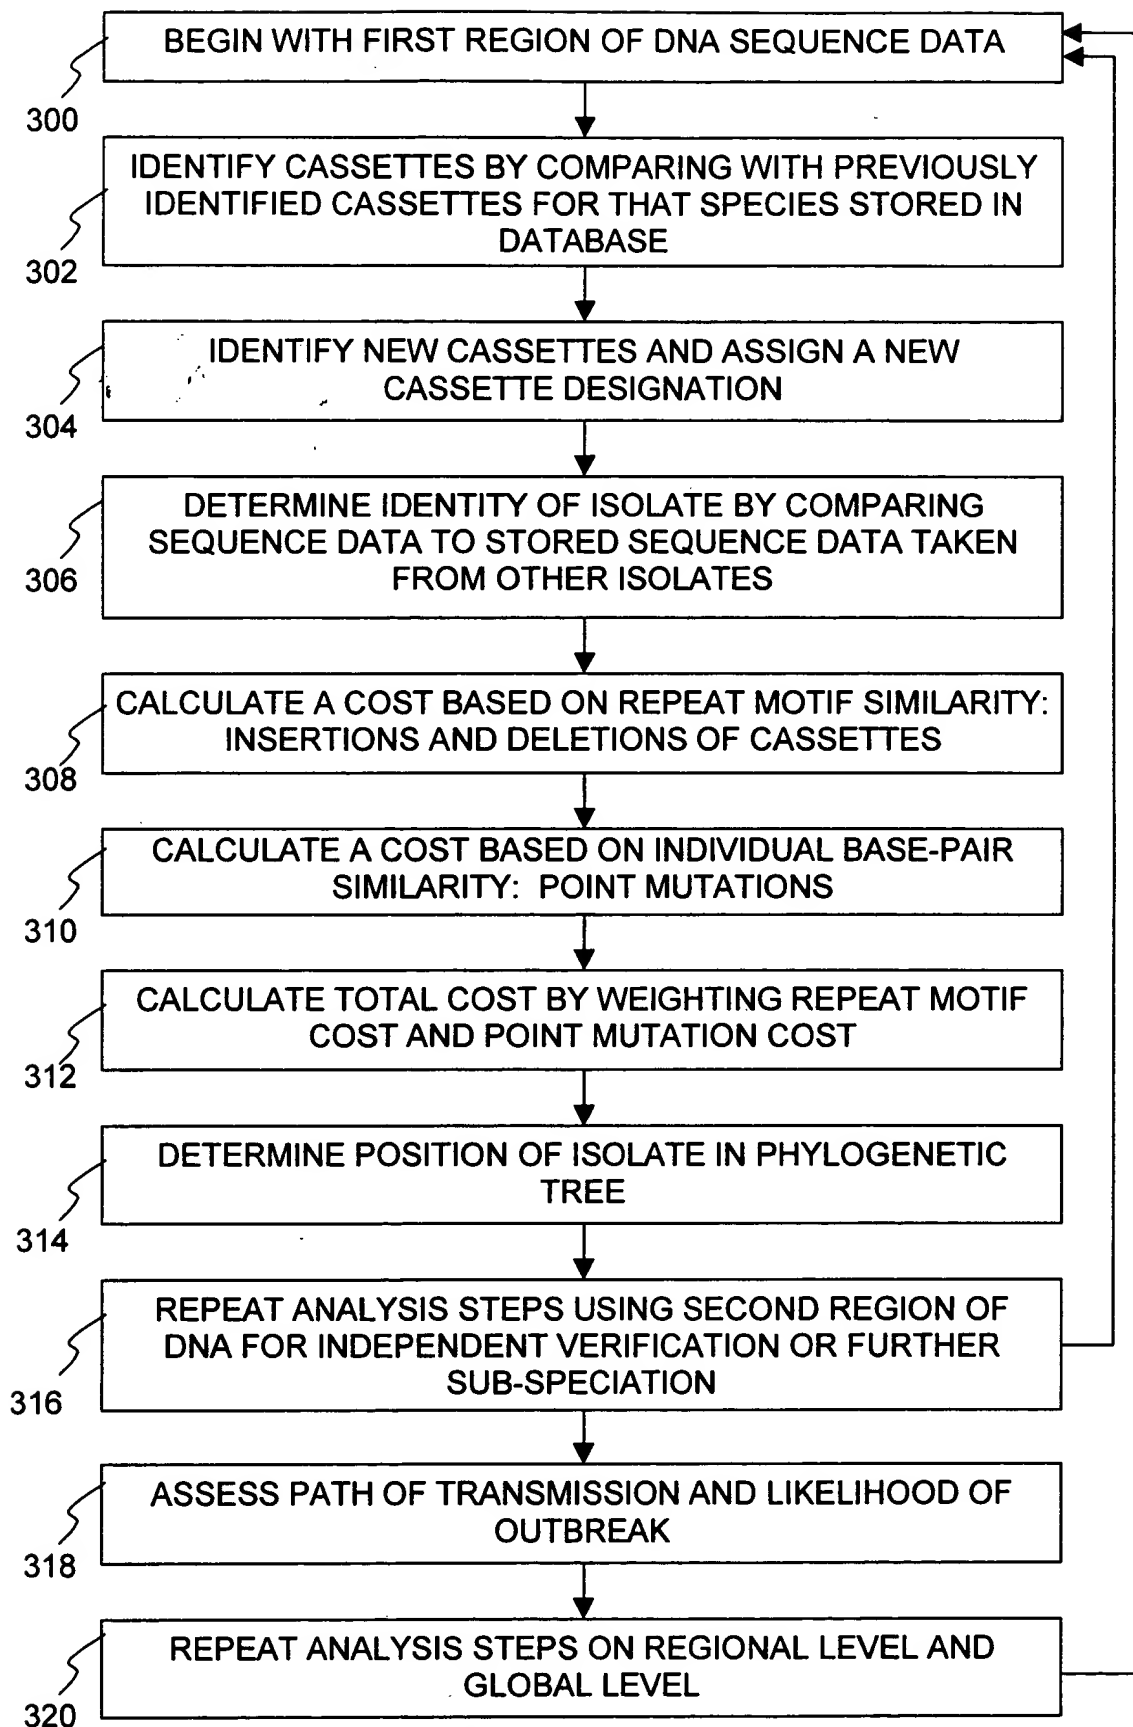 BEGIN WITH FIRST REGION OF DNA SEQUENCE DATA
300
IDENTIFY CASSETTES BY COMPARING WITH PREVIOUSLY
IDENTIFIED CASSETTES FOR THAT SPECIES STORED IN
DATABASE
302
IDENTIFY NEW CASSETTES AND ASSIGN A NEW
CASSETTE DESIGNATION
304
DETERMINE IDENTITY OF ISOLATE BY COMPARING
SEQUENCE DATA TO STORED SEQUENCE DATA TAKEN
FROM OTHER ISOLATES
306
CALCULATE A COST BASED ON REPEAT MOTIF SIMILARITY:
INSERTIONS AND DELETIONS OF CASSETTES
308
CALCULATE A COST BASED ON INDIVIDUAL BASE-PAIR
SIMILARITY: POINT MUTATIONS
310
CALCULATE TOTAL COST BY WEIGHTING REPEAT MOTIF
COST AND POINT MUTATION COST
312
DETERMINE POSITION OF ISOLATE IN PHYLOGENETIC
TREE
314
REPEAT ANALYSIS STEPS USING SECOND REGION OF
DNA FOR INDEPENDENT VERIFICATION OR FURTHER
SUB-SPECIATION
316
ASSESS PATH OF TRANSMISSION AND LIKELIHOOD OF
OUTBREAK
318
REPEAT ANALYSIS STEPS ON REGIONAL LEVEL AND
GLOBAL LEVEL
320